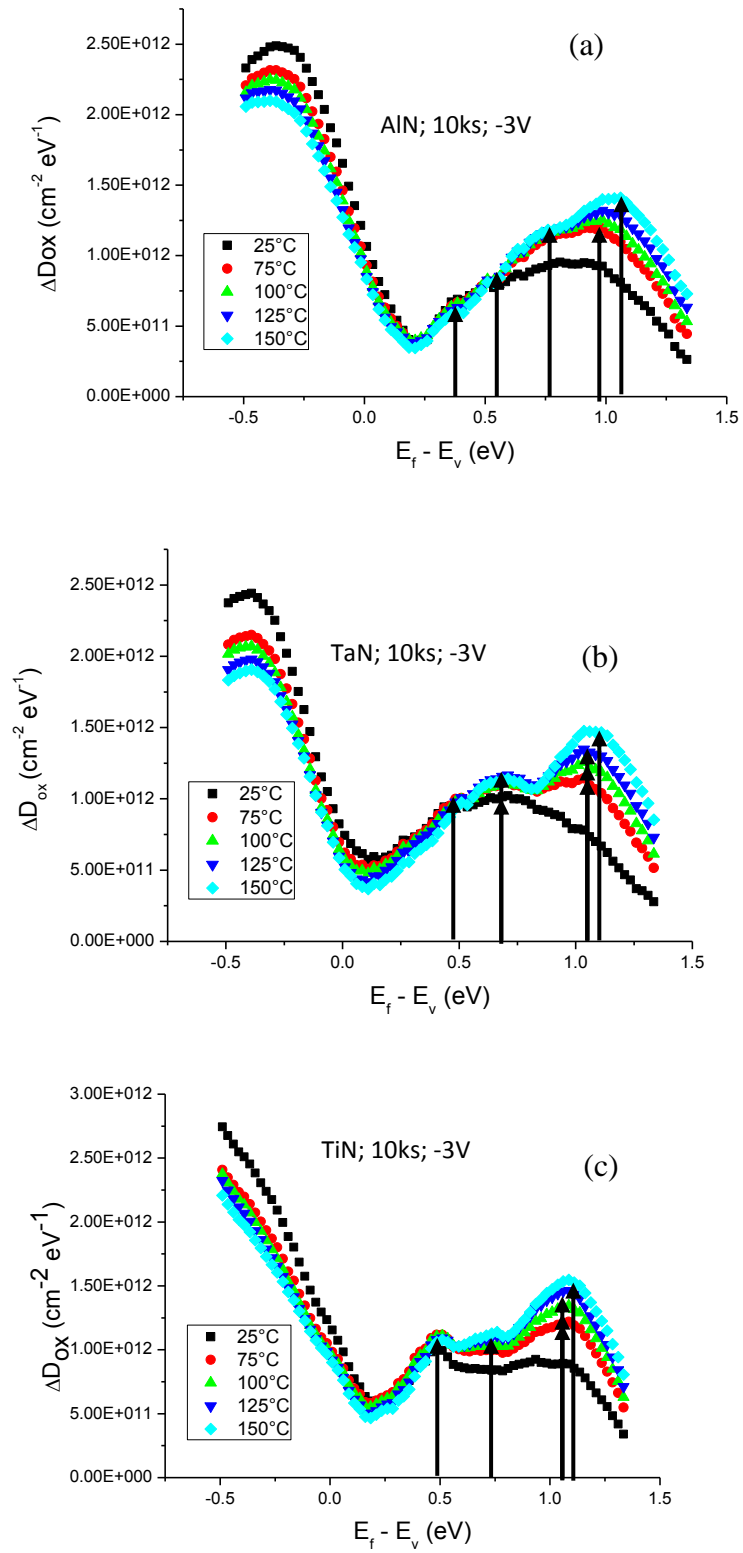 (a)
AlN; 10ks; -3V
ΔDox (cm⁻² eV⁻¹)
2.50E+012
2.00E+012
1.50E+012
1.00E+012
5.00E+011
0.00E+000
25°C
75°C
100°C
125°C
150°C
-0.5 0.0 0.5 1.0 1.5
E_f - E_v (eV)
(b)
TaN; 10ks; -3V
ΔD_ox (cm⁻² eV⁻¹)
2.50E+012
2.00E+012
1.50E+012
1.00E+012
5.00E+011
0.00E+000
25°C
75°C
100°C
125°C
150°C
-0.5 0.0 0.5 1.0 1.5
E_f - E_v (eV)
(c)
TiN; 10ks; -3V
ΔD_ox (cm⁻² eV⁻¹)
3.00E+012
2.50E+012
2.00E+012
1.50E+012
1.00E+012
5.00E+011
0.00E+000
25°C
75°C
100°C
125°C
150°C
-0.5 0.0 0.5 1.0 1.5
E_f - E_v (eV)